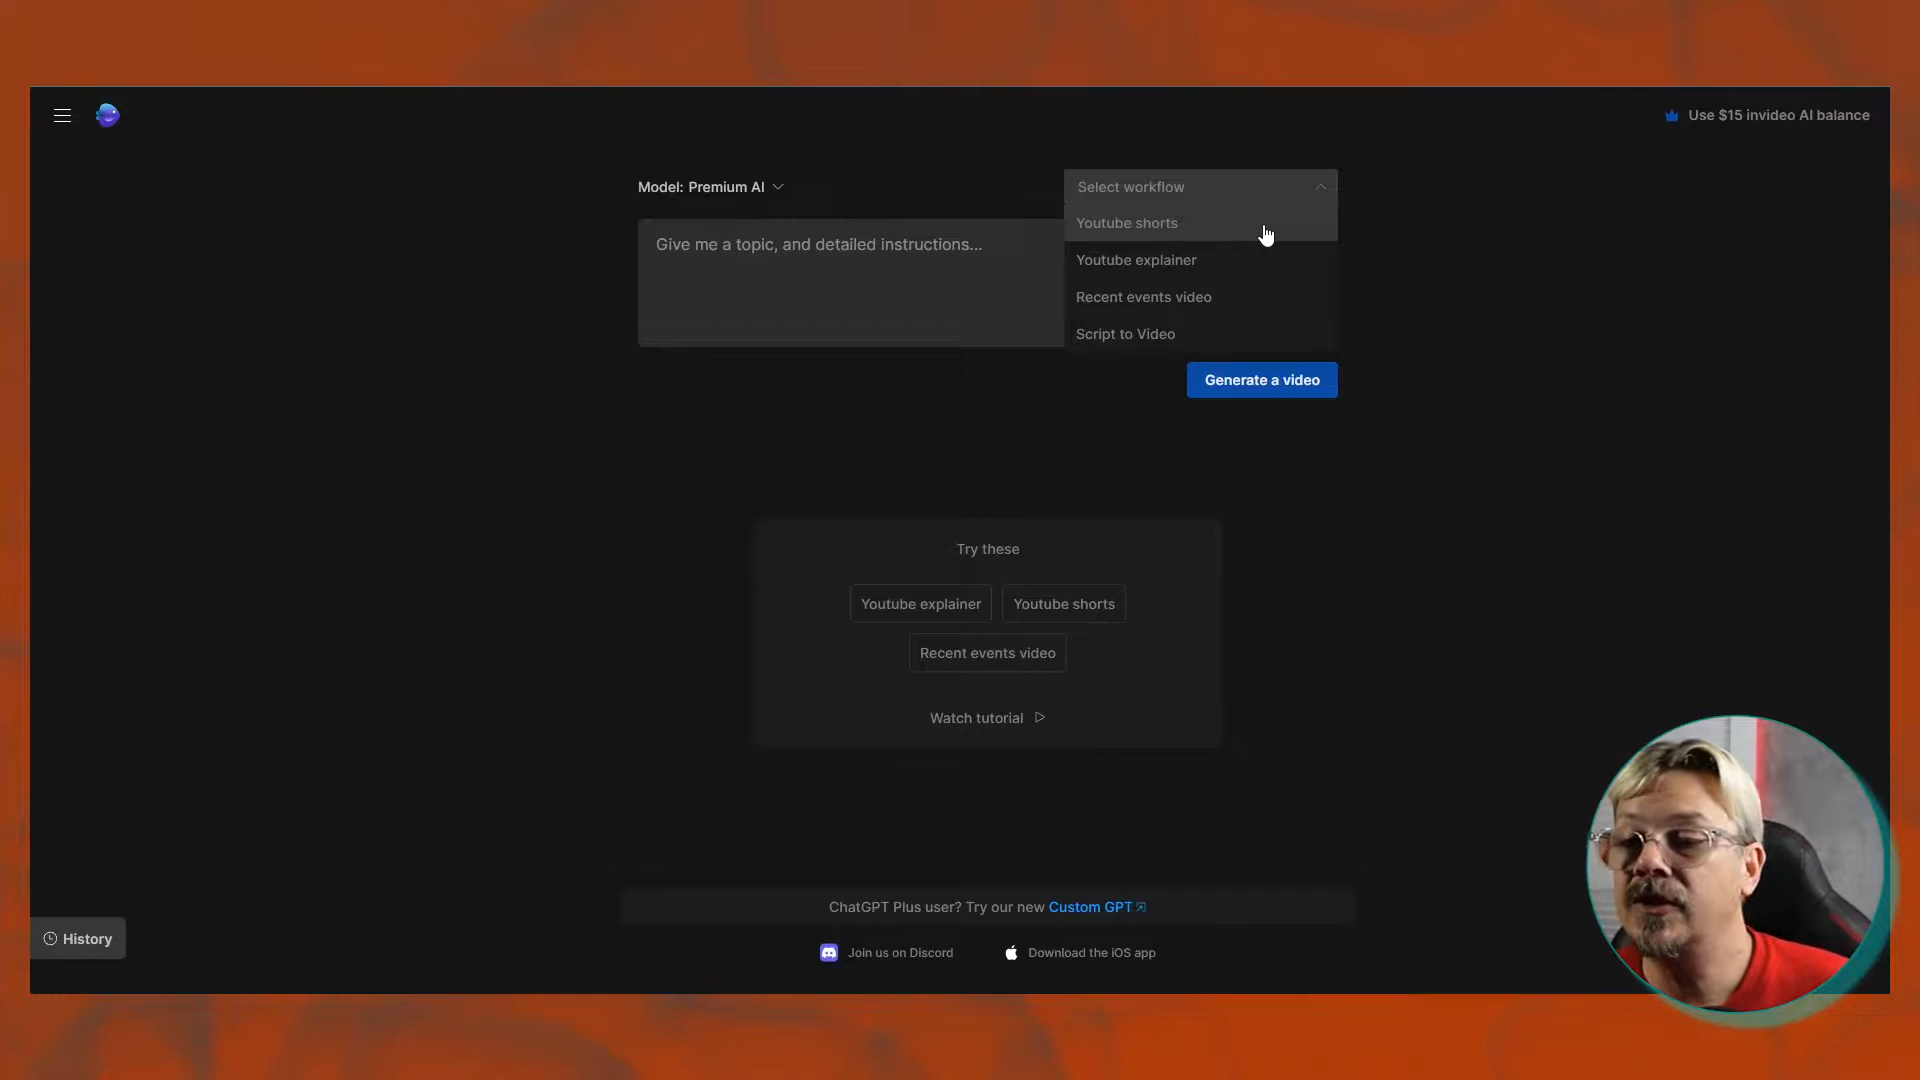 Use $15 invideo AI balance
Model: Premium AI
Select workflow
Youtube shorts
Give me a topic, and detailed instructions...
Youtube explainer
Recent events video
Script to Video
Generate a video
Try these
Youtube explainer
Youtube shorts
Recent events video
Watch tutorial
ChatGPT Plus user? Try our new Custom GPT
History
Join us on Discord
Download the iOS app